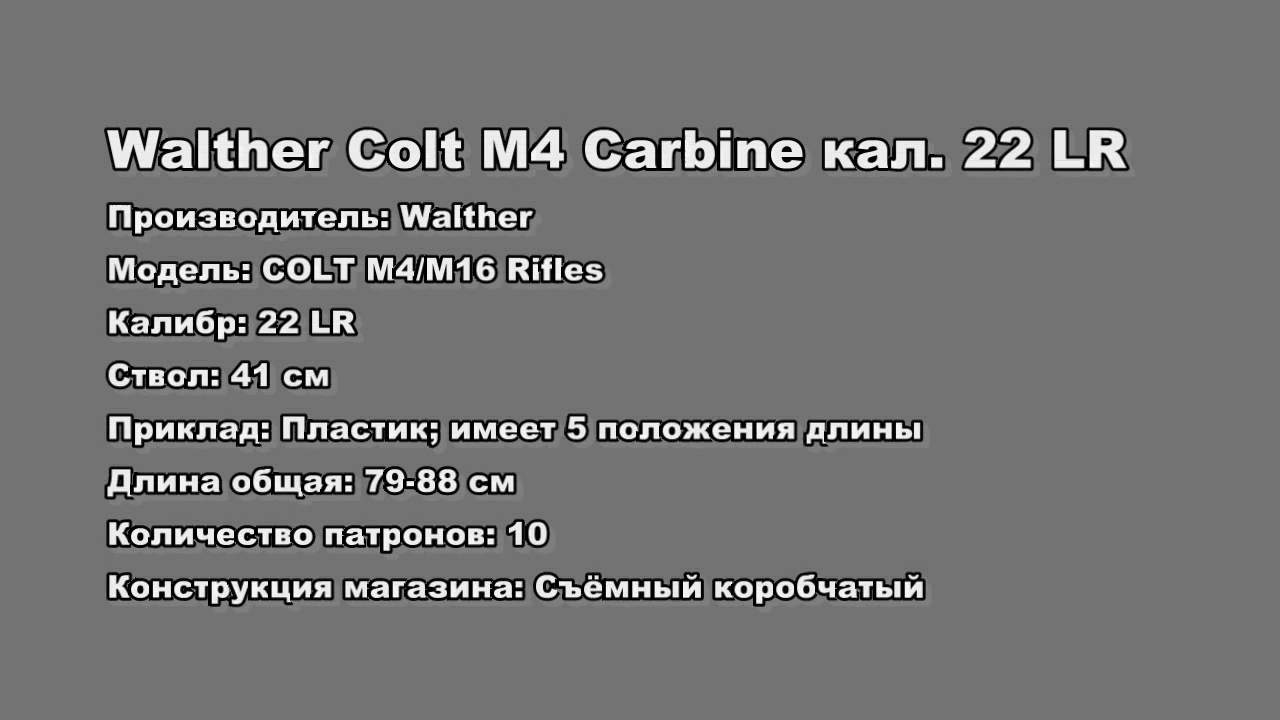 Walther Colt M4 Carbine кал. 22 LR
Производитель: Walther
Модель: COLT M4/M16 Rifles
Калибр: 22 LR
Ствол: 41 см
Приклад: Пластик; имеет 5 положения длины
Длина общая: 79-88 см
Количество патронов: 10
Конструкция магазина: Съёмный коробчатый